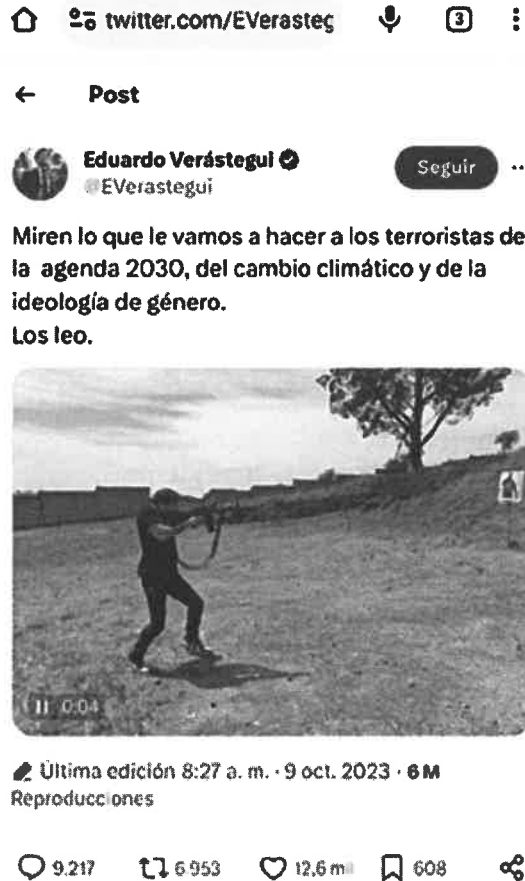 twitter.com/EVerasteg
3
Post
Eduardo Verástegui
@EVerastegui
Seguir
Miren lo que le vamos a hacer a los terroristas de
la agenda 2030, del cambio climático y de la
ideología de género.
Los leo.
0:04
Última edición 8:27 a. m. · 9 oct. 2023 · 6 M
Reproducciones
9.217 6 953 12,6 mil 608